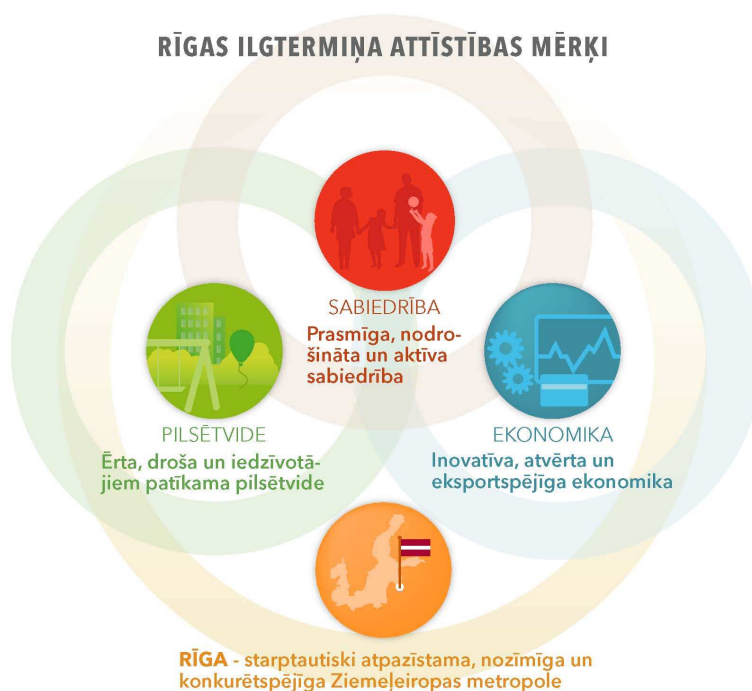 RĪGAS ILGTERMIŅA ATTĪSTĪBAS MĒRĶI
SABIEDRĪBA
Prasmīga, nodro-
šināta un aktīva
sabiedrība
PILSĒTVIDE
Ērta, droša un iedzīvotā-
jiem patīkama pilsētvide
EKONOMIKA
Inovatīva, atvērta un
eksportspējīga ekonomika
RĪGA - starptautiski atpazīstama, nozīmīga un
konkurētspējīga Ziemeļeiropas metropole